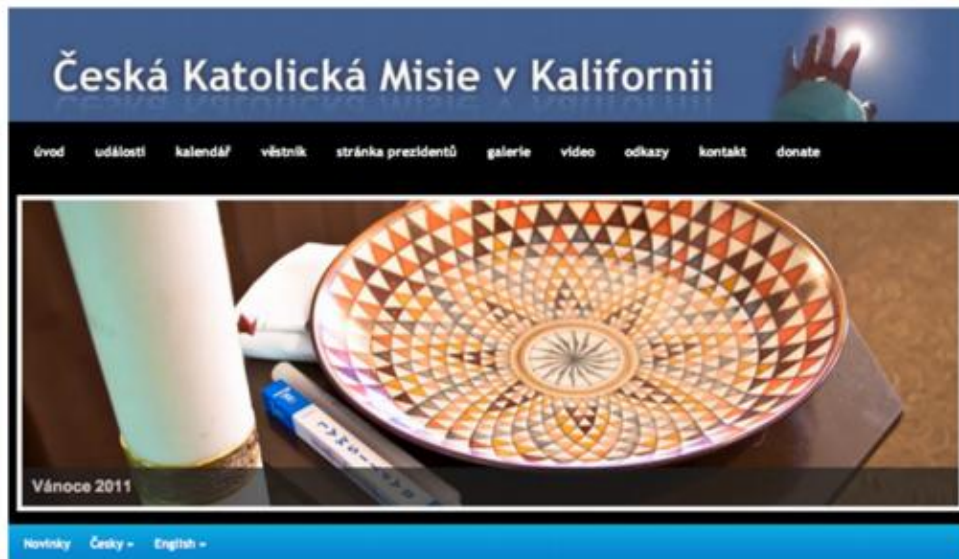 Česká Katolická Misie v Kalifornii
úvod události kalendář věstník stránka prezidentů galerie video odkazy kontakt donate
Vánoce 2011
Novinky Česky English